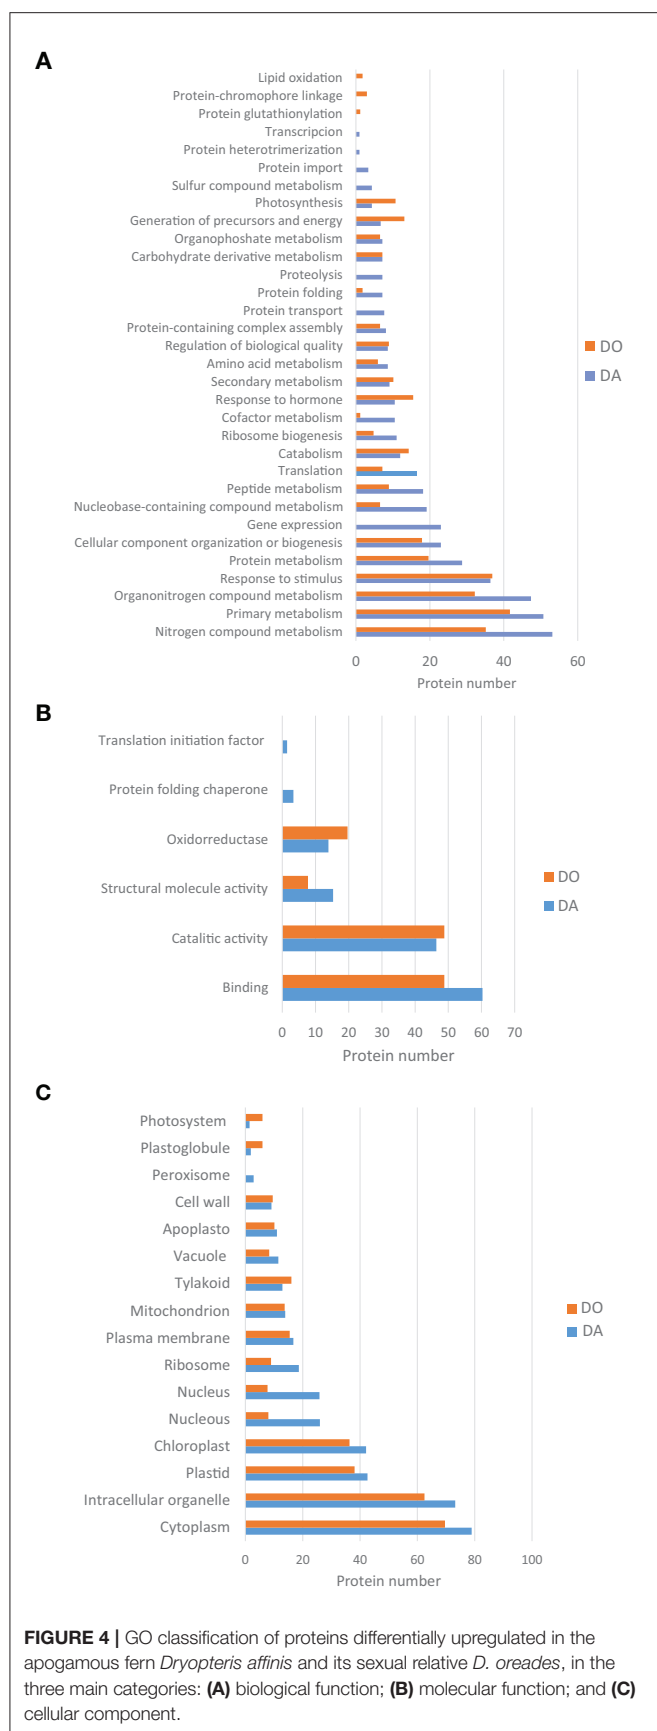 A
Lipid oxidation
Protein-chromophore linkage
Protein glutathionylation
Transcripcion
Protein heterotrimerization
Protein import
Sulfur compound metabolism
Photosynthesis
Generation of precursors and energy
Organophoshate metabolism
Carbohydrate derivative metabolism
Proteolysis
Protein folding
Protein transport
Protein-containing complex assembly
Regulation of biological quality
Amino acid metabolism
Secondary metabolism
Response to hormone
Cofactor metabolism
Ribosome biogenesis
Catabolism
Translation
Peptide metabolism
Nucleobase-containing compound metabolism
Gene expression
Cellular component organization or biogenesis
Protein metabolism
Response to stimulus
Organonitrogen compound metabolism
Primary metabolism
Nitrogen compound metabolism
0 20 40 60
Protein number
DO
DA
B
Translation initiation factor
Protein folding chaperone
Oxidorreductase
Structural molecule activity
Catalitic activity
Binding
0 10 20 30 40 50 60 70
Protein number
DO
DA
C
Photosystem
Plastoglobule
Peroxisome
Cell wall
Apoplasto
Vacuole
Tylakoid
Mitochondrion
Plasma membrane
Ribosome
Nucleus
Nucleous
Chloroplast
Plastid
Intracellular organelle
Cytoplasm
0 20 40 60 80 100
Protein number
DO
DA
FIGURE 4 | GO classification of proteins differentially upregulated in the
apogamous fern Dryopteris affinis and its sexual relative D. oreades, in the
three main categories: (A) biological function; (B) molecular function; and (C)
cellular component.